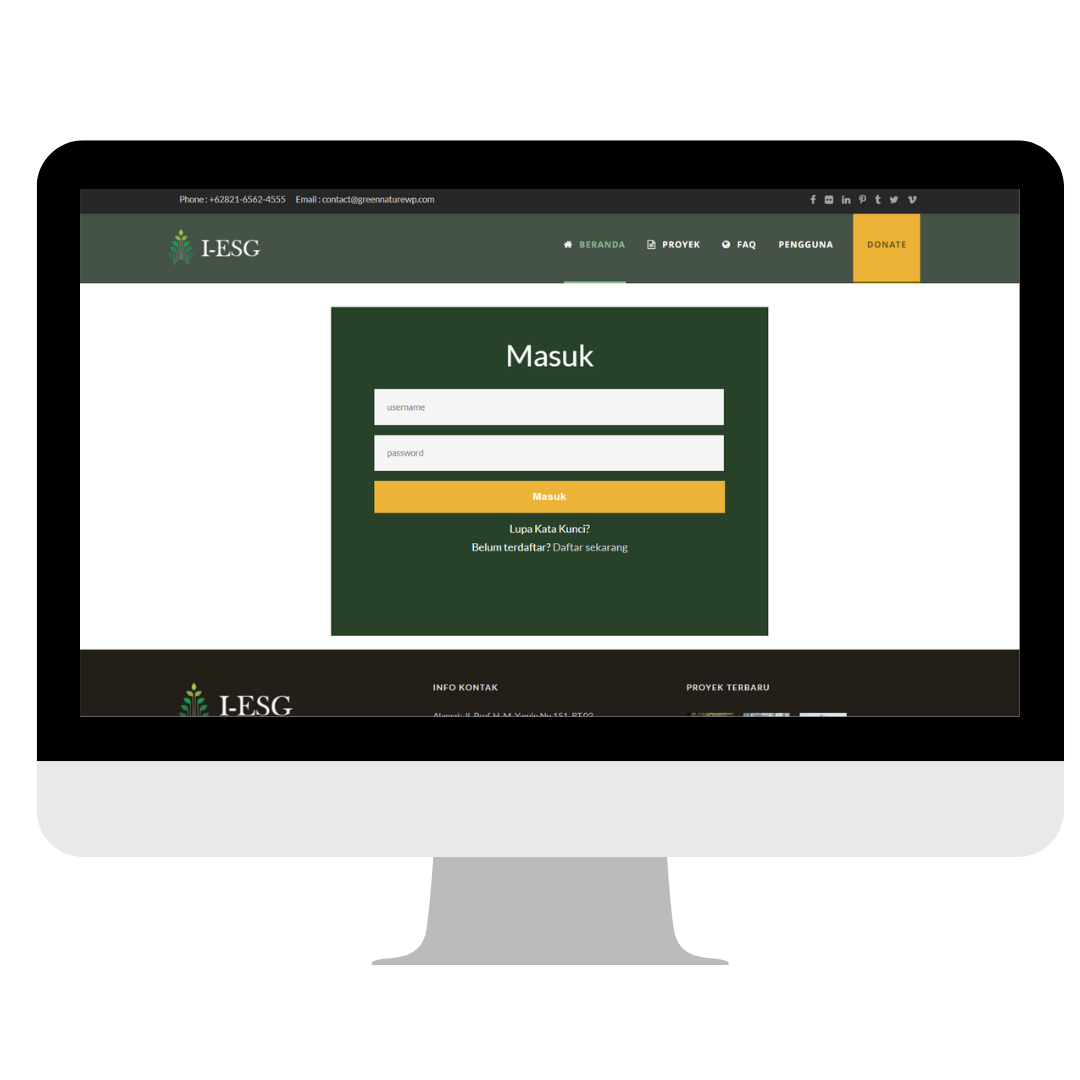 Phone : +62821-6562-4555 Email : contact@greennaturewp.com
I-ESG
BERANDA PROYEK FAQ PENGGUNA DONATE
Masuk
username
password
Masuk
Lupa Kata Kunci?
Belum terdaftar? Daftar sekarang
I-ESG
INFO KONTAK
PROYEK TERBARU